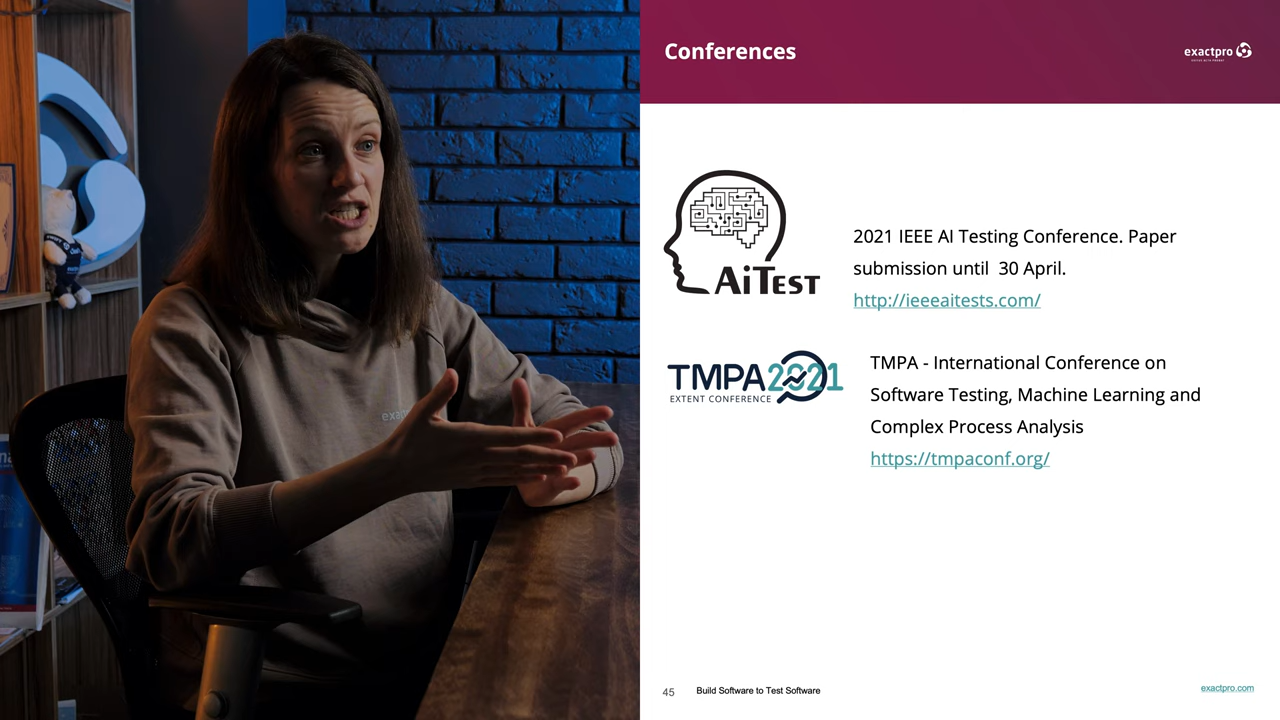 Conferences
exactpro
AiTEST
2021 IEEE AI Testing Conference. Paper
submission until 30 April.
http://ieeeaitests.com/
TMPA2021
EXTENT CONFERENCE
TMPA - International Conference on
Software Testing, Machine Learning and
Complex Process Analysis
https://tmpaconf.org/
45
Build Software to Test Software
exactpro.com